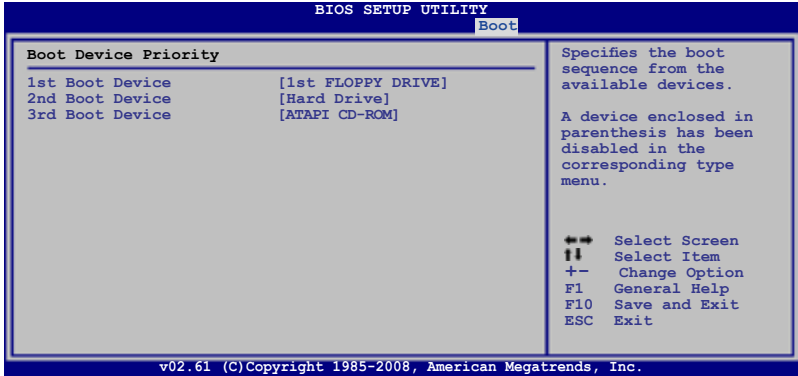 BIOS SETUP UTILITY
Boot
Boot Device Priority
1st Boot Device [1st FLOPPY DRIVE]
2nd Boot Device [Hard Drive]
3rd Boot Device [ATAPI CD-ROM]
Specifies the boot
sequence from the
available devices.
A device enclosed in
parenthesis has been
disabled in the
corresponding type
menu.
←→ Select Screen
↑↓ Select Item
+- Change Option
F1 General Help
F10 Save and Exit
ESC Exit
v02.61 (C)Copyright 1985-2008, American Megatrends, Inc.